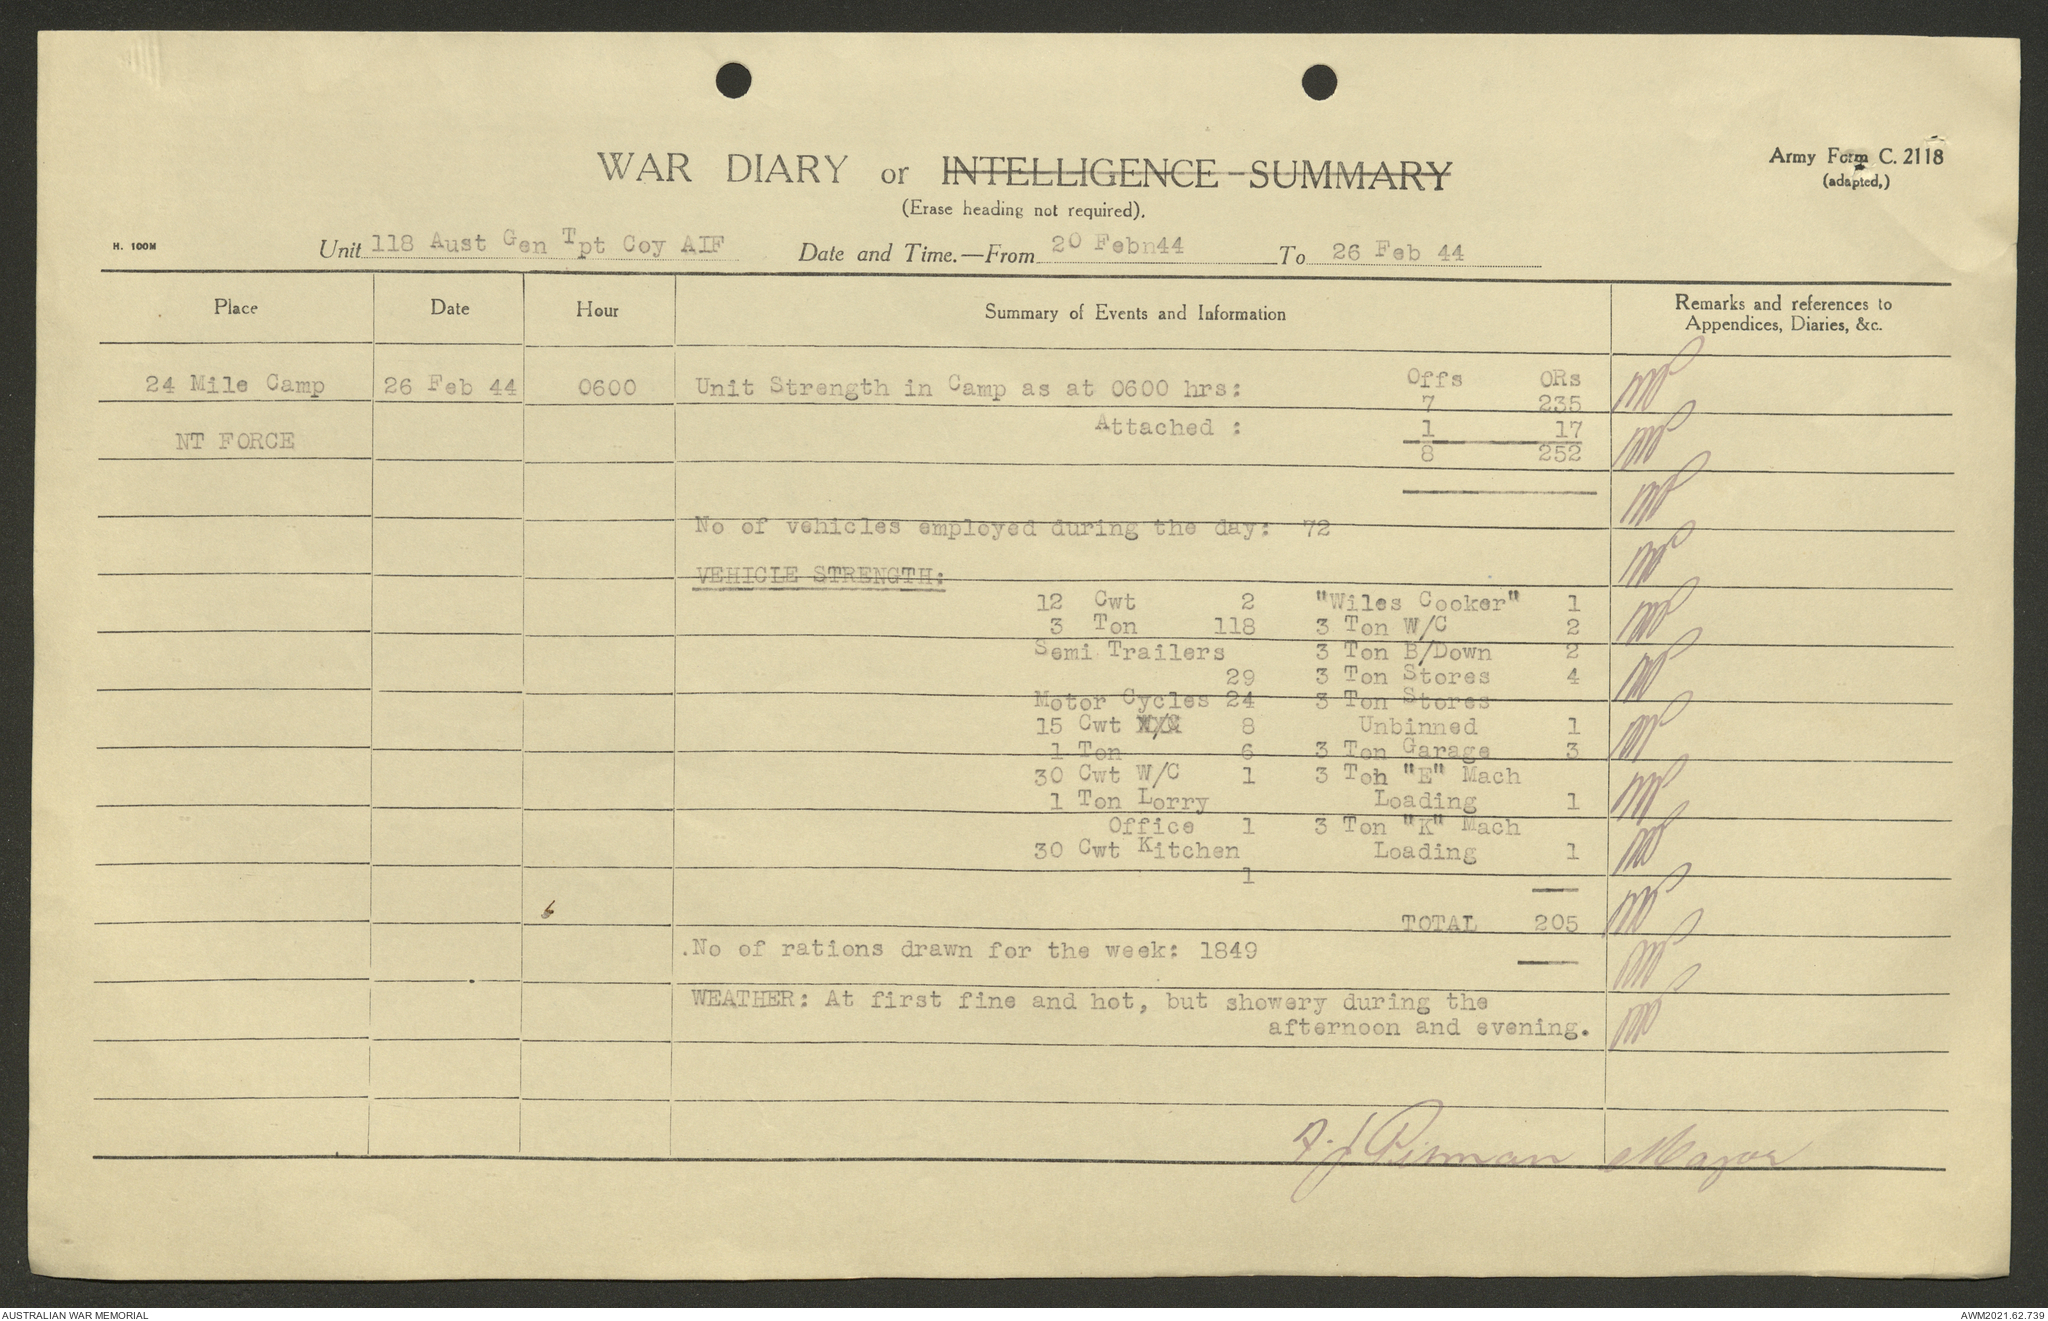 WAR DIARY or INTELLIGENCE SUMMARY
(Erase heading not required).
Army Form C. 2118
(adapted,)
H. 100M
Unit 118 Aust Gen Tpt Coy AIF Date and Time.—From 20 Febn44 To 26 Feb 44
Place Date Hour Summary of Events and Information Remarks and references to
Appendices, Diaries, &c.
24 Mile Camp 26 Feb 44 0600 Unit Strength in Camp as at 0600 hrs: Offs ORs
7 235
NT FORCE Attached : 1 17
8 252
No of vehicles employed during the day: 72
VEHICLE STRENGTH:
12 Cwt 2 "Wiles Cooker" 1
3 Ton 118 3 Ton W/C 2
Semi Trailers 3 Ton B/Down 2
29 3 Ton Stores 4
Motor Cycles 24 3 Ton Stores
15 Cwt 8 Unbinned 1
1 Ton 6 3 Ton Garage 3
30 Cwt W/C 1 3 Toh "E" Mach
1 Ton Lorry Loading 1
Office 1 3 Ton "K" Mach
30 Cwt Kitchen Loading 1
1
TOTAL 205
.No of rations drawn for the week: 1849
WEATHER: At first fine and hot, but showery during the
afternoon and evening.
Major
AUSTRALIAN WAR MEMORIAL
AWM2021.62.739